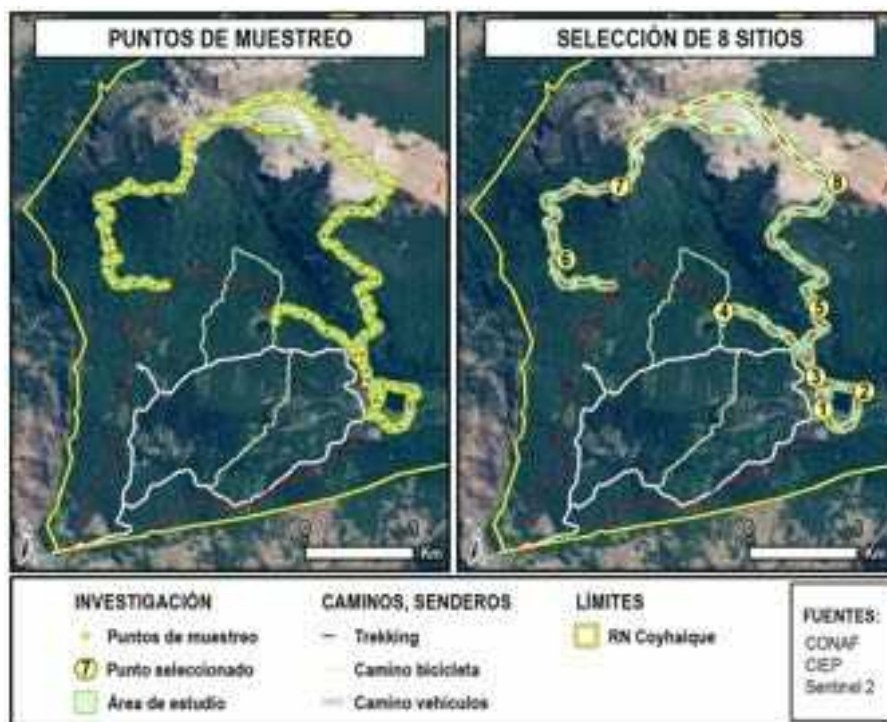 PUNTOS DE MUESTREO
SELECCIÓN DE 8 SITIOS
7
8
6
4
5
3
2
1
Km
Km
INVESTIGACIÓN
Puntos de muestreo
7 Punto seleccionado
Área de estudio
CAMINOS, SENDEROS
Trekking
Camino bicicleta
Camino vehículos
LÍMITES
RN Coyhaique
FUENTES:
CONAF
CIEP
Sentinel 2